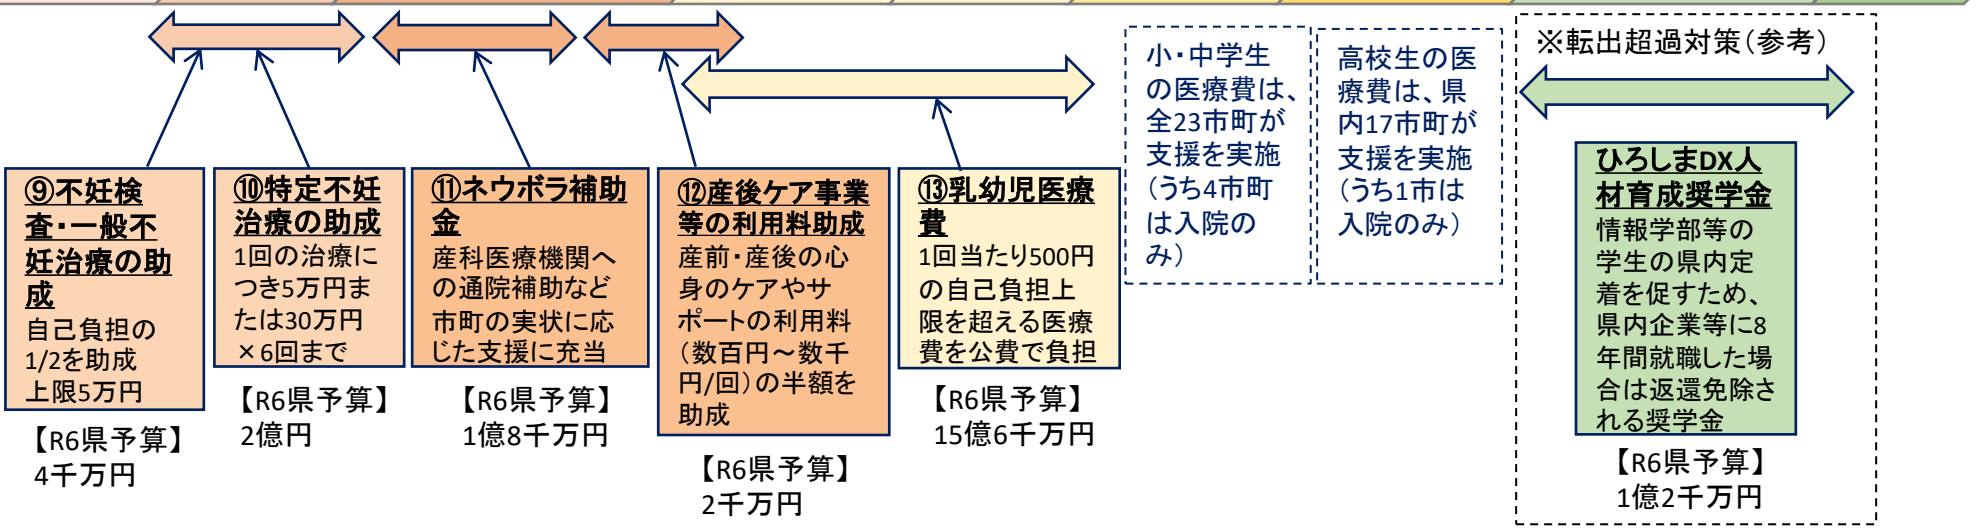 ⑨不妊検
査・一般不
妊治療の助
成
自己負担の
1/2を助成
上限5万円
【R6県予算】
4千万円
⑩特定不妊
治療の助成
1回の治療に
つき5万円ま
たは30万円
×6回まで
【R6県予算】
2億円
⑪ネウボラ補助
金
産科医療機関へ
の通院補助など
市町の実状に応
じた支援に充当
【R6県予算】
1億8千万円
⑫産後ケア事業
等の利用料助成
産前・産後の心
身のケアやサ
ポートの利用料
（数百円～数千
円/回）の半額を
助成
【R6県予算】
2千万円
⑬乳幼児医療
費
1回当たり500円
の自己負担上
限を超える医療
費を公費で負担
【R6県予算】
15億6千万円
小・中学生
の医療費は、
全23市町が
支援を実施
（うち4市町
は入院の
み）
高校生の医
療費は、県
内17市町が
支援を実施
（うち1市は
入院のみ）
※転出超過対策（参考）
ひろしまDX人
材育成奨学金
情報学部等の
学生の県内定
着を促すため、
県内企業等に8
年間就職した場
合は返還免除さ
れる奨学金
【R6県予算】
1億2千万円